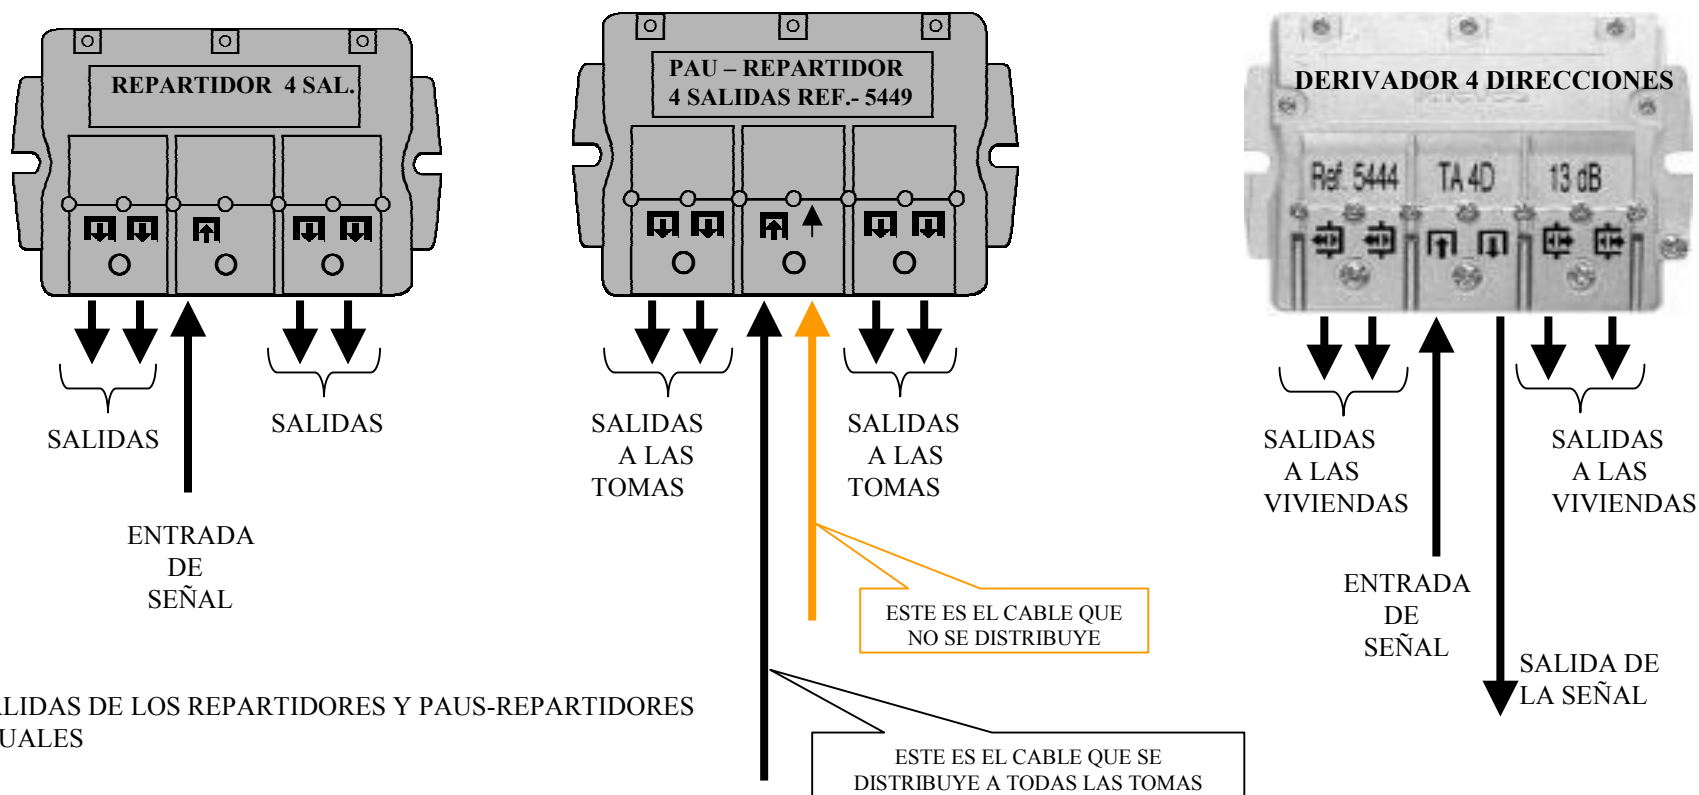 REPARTIDOR 4 SAL.
SALIDAS
SALIDAS
ENTRADA
DE
SEÑAL
PAU – REPARTIDOR
4 SALIDAS REF.- 5449
SALIDAS
A LAS
TOMAS
SALIDAS
A LAS
TOMAS
ESTE ES EL CABLE QUE
NO SE DISTRIBUYE
ESTE ES EL CABLE QUE SE
DISTRIBUYE A TODAS LAS TOMAS
DERIVADOR 4 DIRECCIONES
Ref. 5444 TA 4D 13 dB
SALIDAS
A LAS
VIVIENDAS
SALIDAS
A LAS
VIVIENDAS
ENTRADA
DE
SEÑAL
SALIDA DE
LA SEÑAL
ALIDAS DE LOS REPARTIDORES Y PAUS-REPARTIDORES
UALES